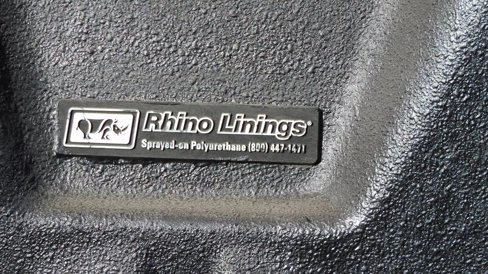 Rhino Linings®
Sprayed-on Polyurethane (800) 447-1471